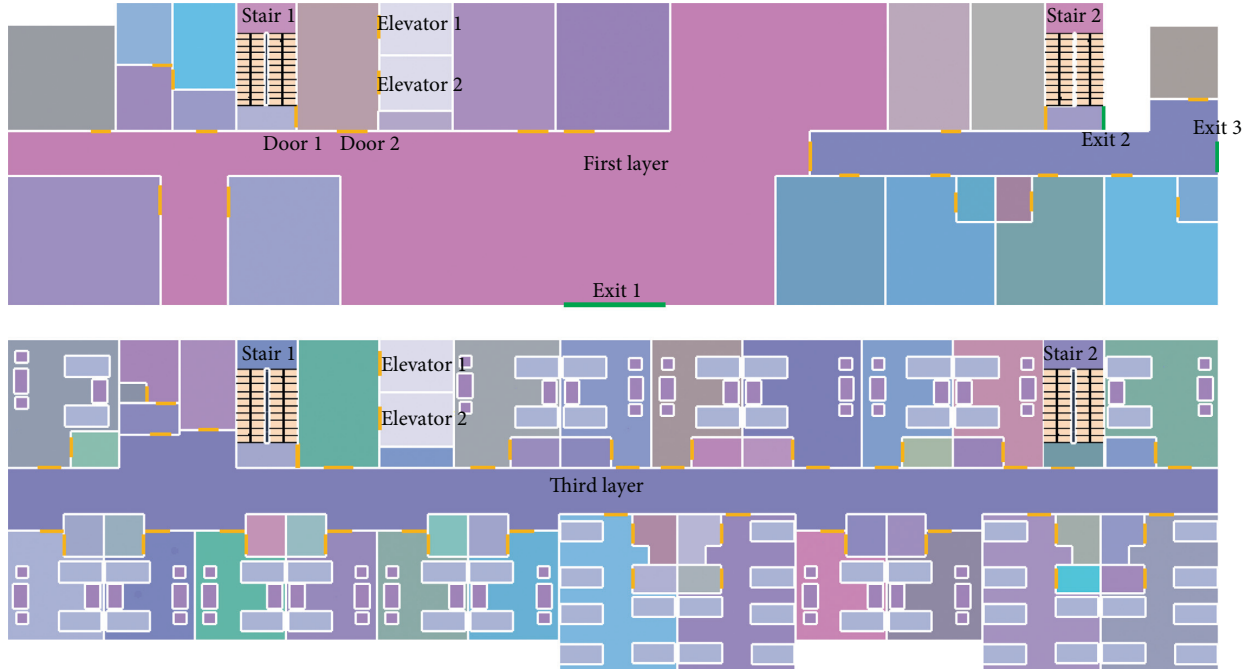 Stair 1
Elevator 1
Stair 2
Elevator 2
Door 1
Door 2
First layer
Exit 2
Exit 3
Exit 1
Stair 1
Elevator 1
Stair 2
Elevator 2
Third layer